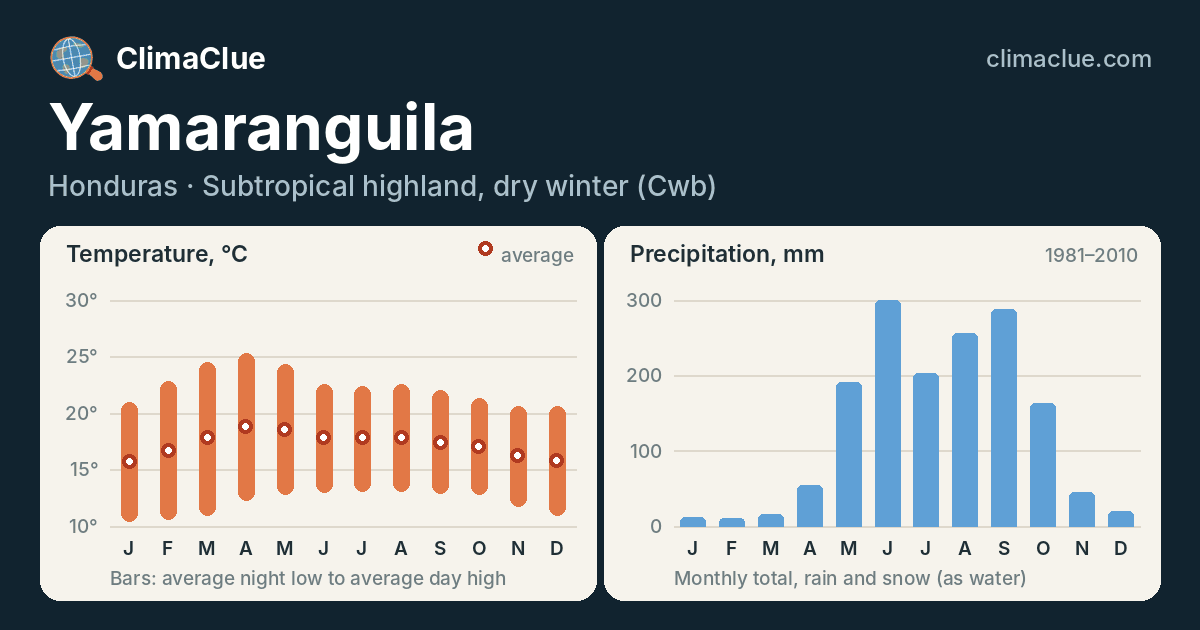 ClimaClue
climaclue.com
Yamaranguila
Honduras · Subtropical highland, dry winter (Cwb)
Temperature, °C
average
30°
25°
20°
15°
10°
J F M A M J J A S O N D
Bars: average night low to average day high
Precipitation, mm
1981–2010
300
200
100
0
J F M A M J J A S O N D
Monthly total, rain and snow (as water)